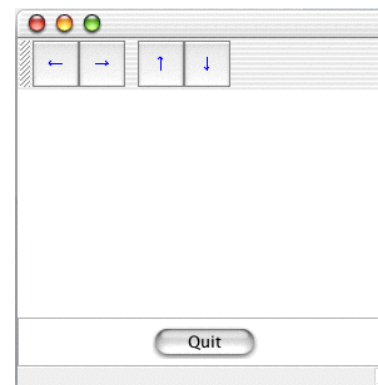 ← → ↑ ↓
Quit